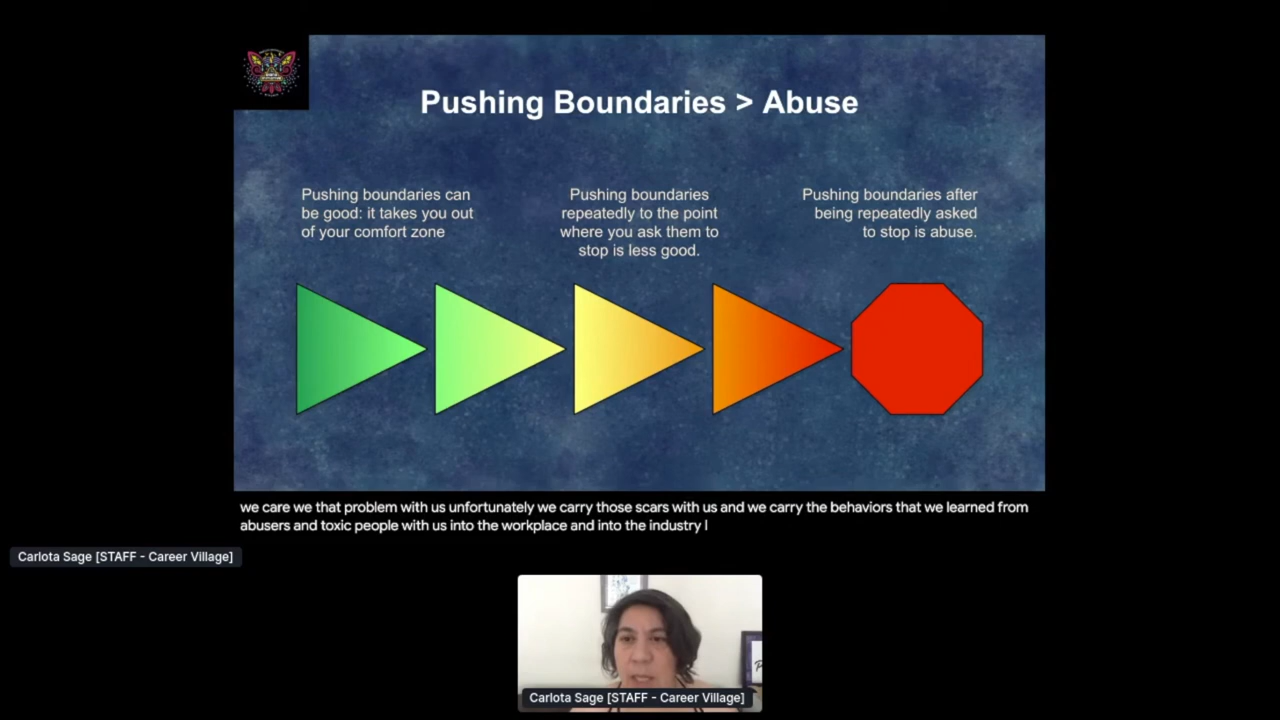 Pushing Boundaries > Abuse
Pushing boundaries can
be good: it takes you out
of your comfort zone
Pushing boundaries
repeatedly to the point
where you ask them to
stop is less good.
Pushing boundaries after
being repeatedly asked
to stop is abuse.
we care we that problem with us unfortunately we carry those scars with us and we carry the behaviors that we learned from
abusers and toxic people with us into the workplace and into the industry I
Carlota Sage [STAFF - Career Village]
Carlota Sage [STAFF - Career Village]